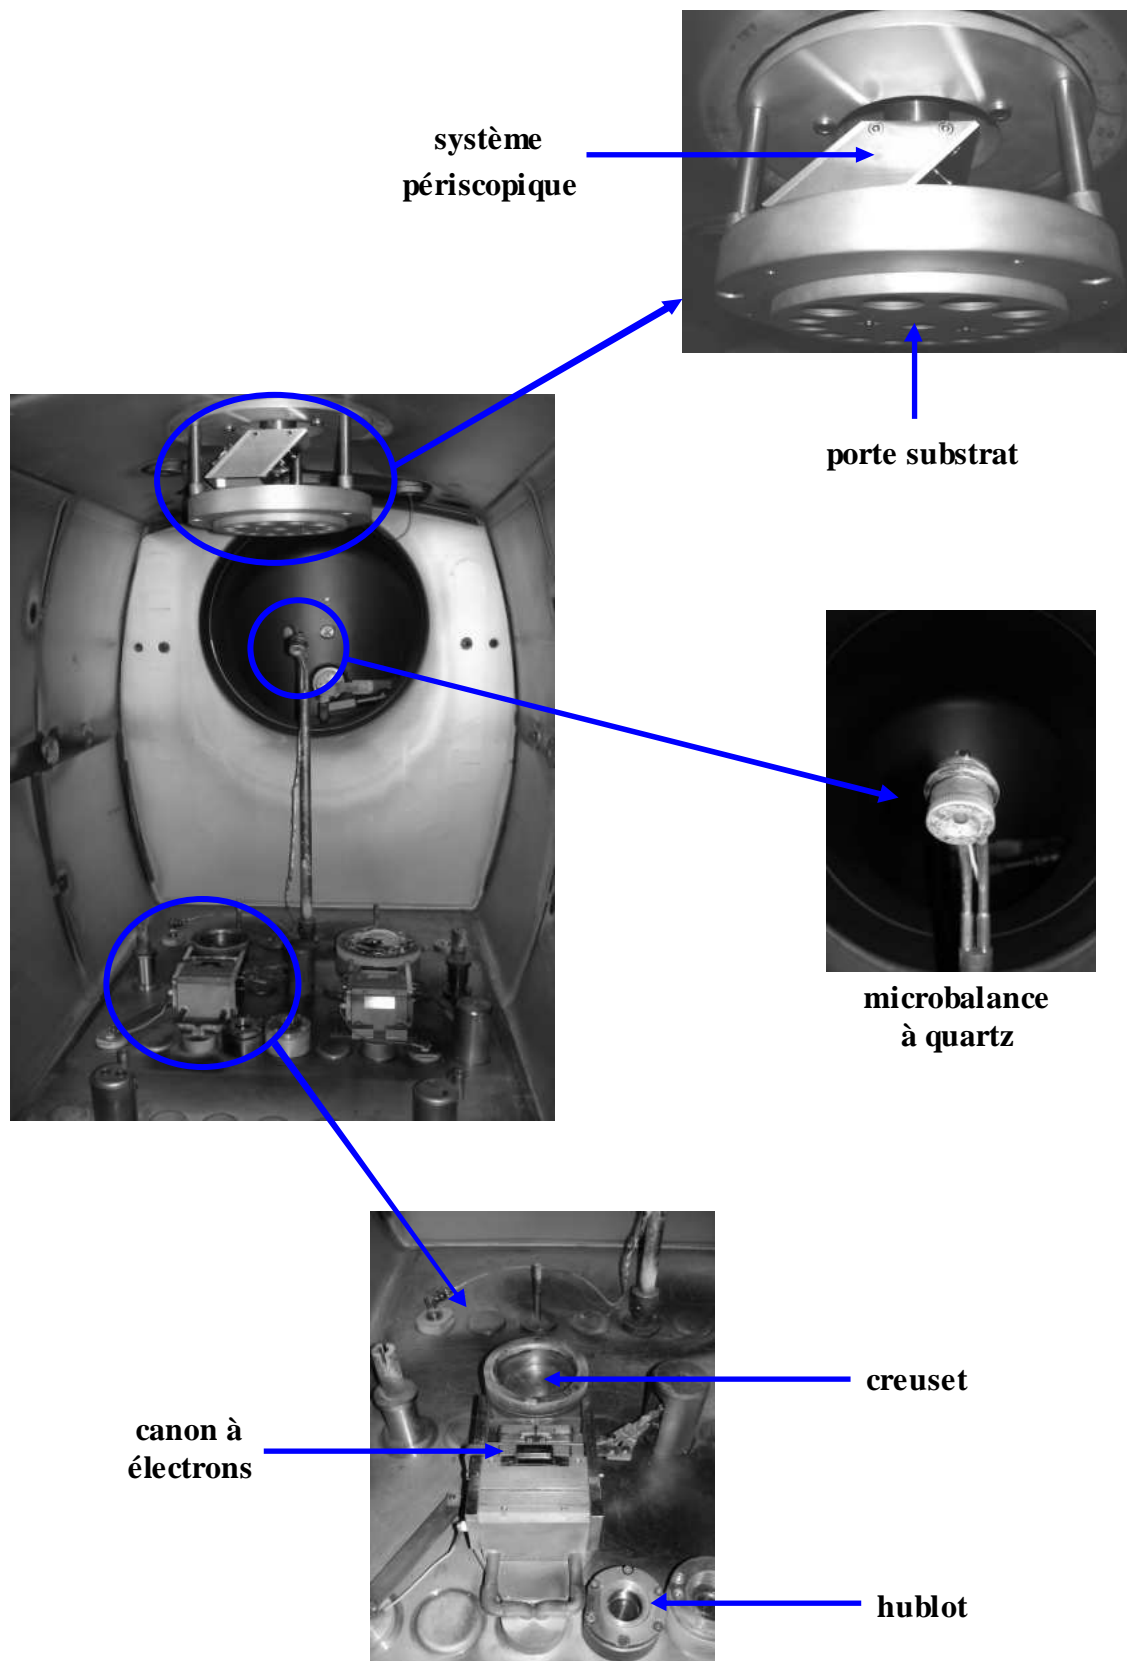 système
périscopique
porte substrat
microbalance
à quartz
creuset
canon à
électrons
hublot